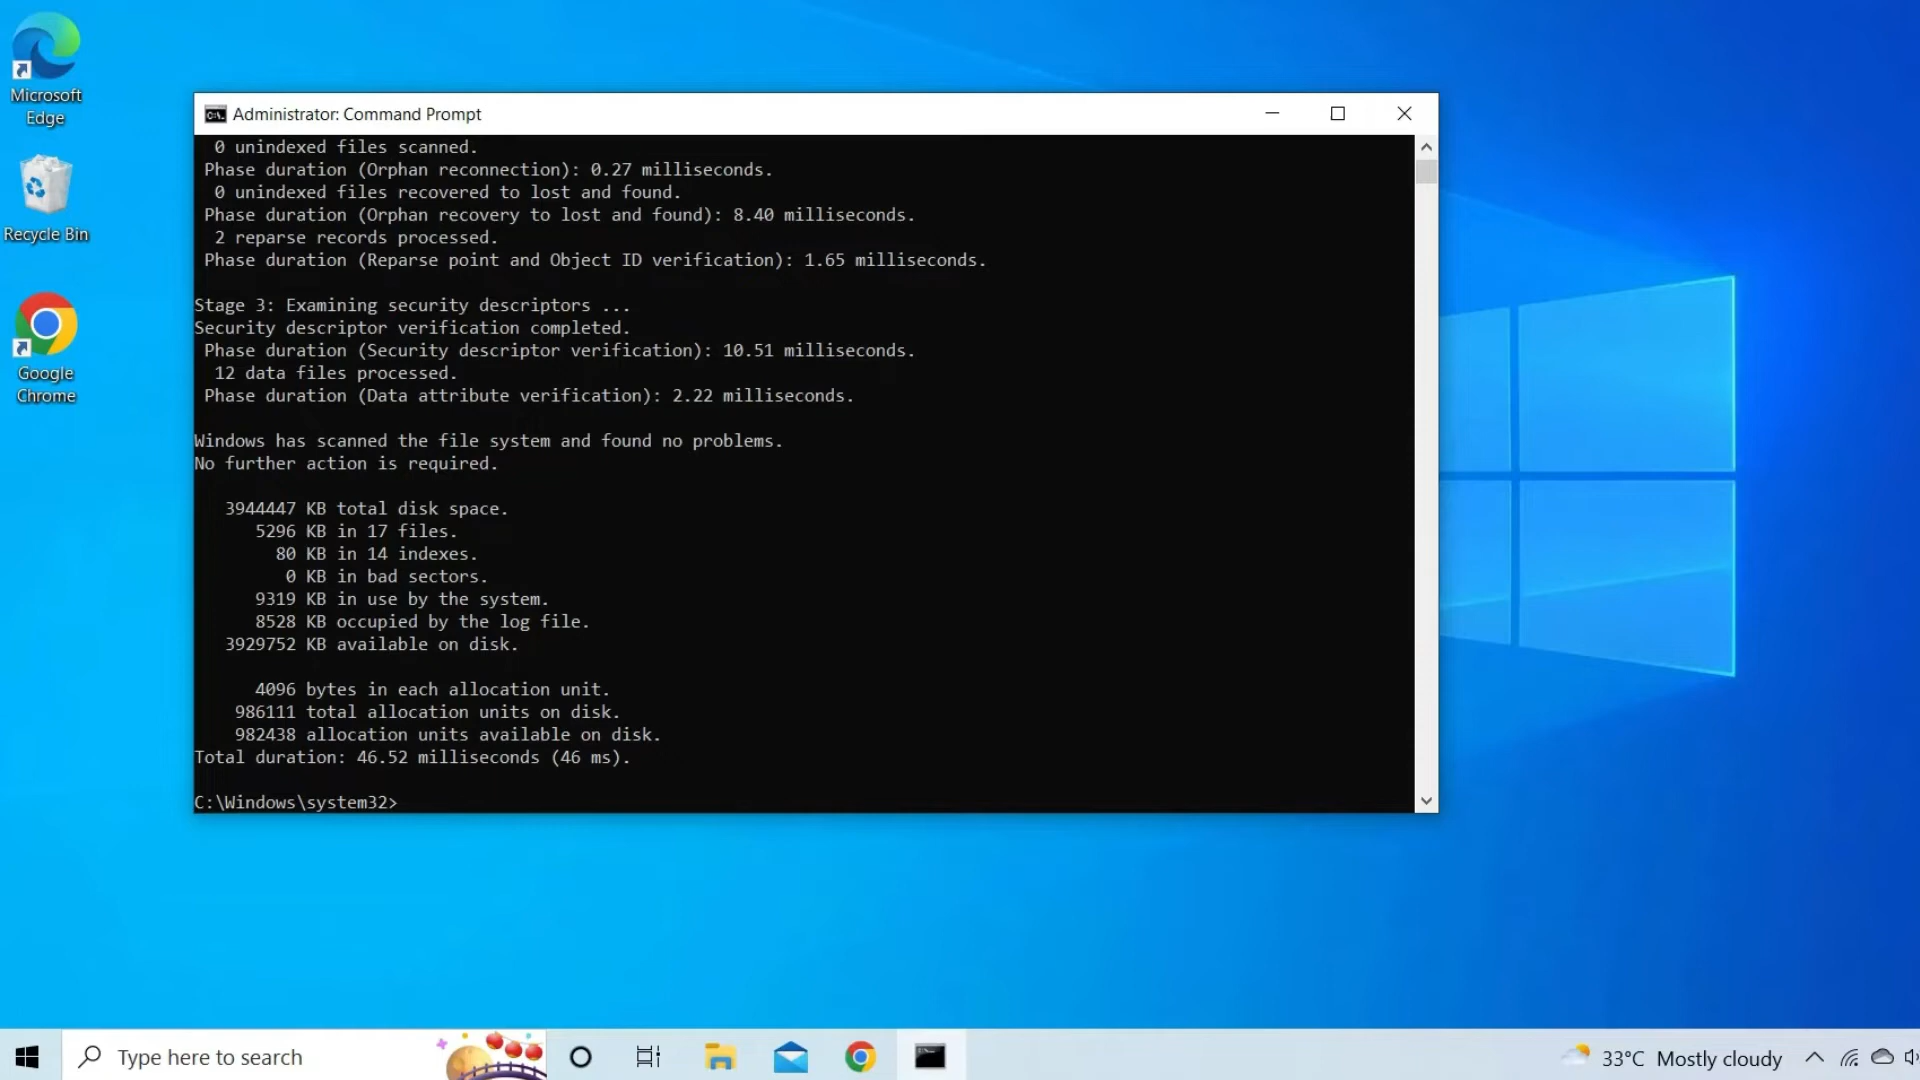 Microsoft
Edge
Recycle Bin
Google
Chrome
Administrator: Command Prompt
0 unindexed files scanned.
Phase duration (Orphan reconnection): 0.27 milliseconds.
0 unindexed files recovered to lost and found.
Phase duration (Orphan recovery to lost and found): 8.40 milliseconds.
2 reparse records processed.
Phase duration (Reparse point and Object ID verification): 1.65 milliseconds.
Stage 3: Examining security descriptors ...
Security descriptor verification completed.
Phase duration (Security descriptor verification): 10.51 milliseconds.
12 data files processed.
Phase duration (Data attribute verification): 2.22 milliseconds.
Windows has scanned the file system and found no problems.
No further action is required.
3944447 KB total disk space.
5296 KB in 17 files.
80 KB in 14 indexes.
0 KB in bad sectors.
9319 KB in use by the system.
8528 KB occupied by the log file.
3929752 KB available on disk.
4096 bytes in each allocation unit.
986111 total allocation units on disk.
982438 allocation units available on disk.
Total duration: 46.52 milliseconds (46 ms).
C:\Windows\system32>
Type here to search
33°C Mostly cloudy